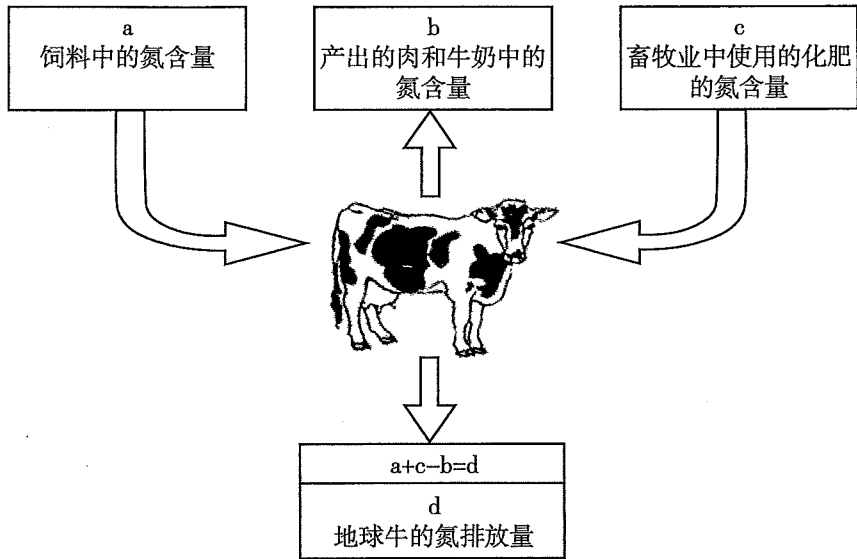 a
饲料中的氮含量
b
产出的肉和牛奶中的
氮含量
c
畜牧业中使用的化肥
的氮含量
a+c-b=d
d
地球牛的氮排放量